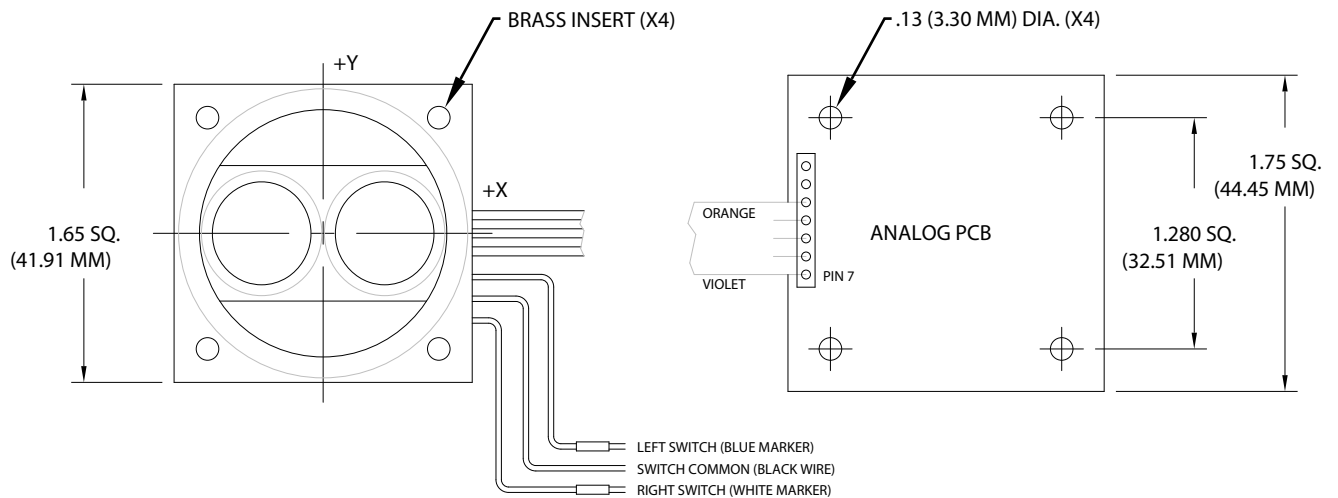 BRASS INSERT (X4)
.13 (3.30 MM) DIA. (X4)
+Y
+X
1.65 SQ.
(41.91 MM)
ORANGE
VIOLET
PIN 7
ANALOG PCB
1.75 SQ.
(44.45 MM)
1.280 SQ.
(32.51 MM)
LEFT SWITCH (BLUE MARKER)
SWITCH COMMON (BLACK WIRE)
RIGHT SWITCH (WHITE MARKER)